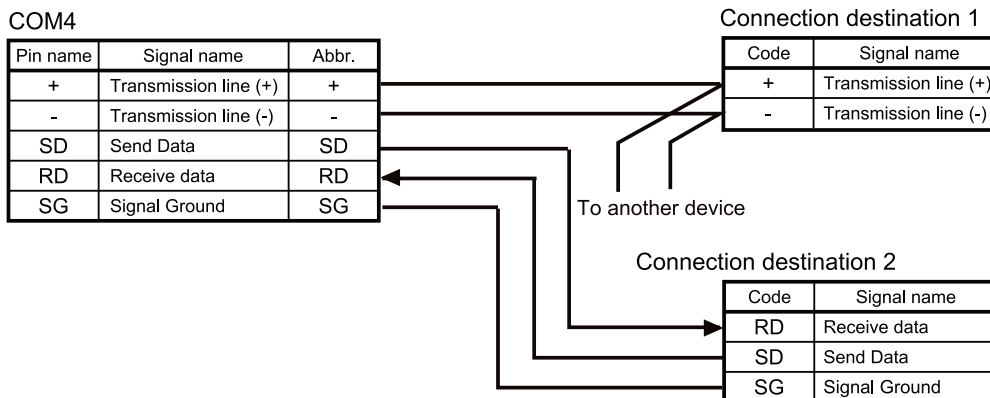 COM4
Pin name Signal name Abbr.
+ Transmission line (+) +
- Transmission line (-) -
SD Send Data SD
RD Receive data RD
SG Signal Ground SG
Connection destination 1
Code Signal name
+ Transmission line (+)
- Transmission line (-)
To another device
Connection destination 2
Code Signal name
RD Receive data
SD Send Data
SG Signal Ground